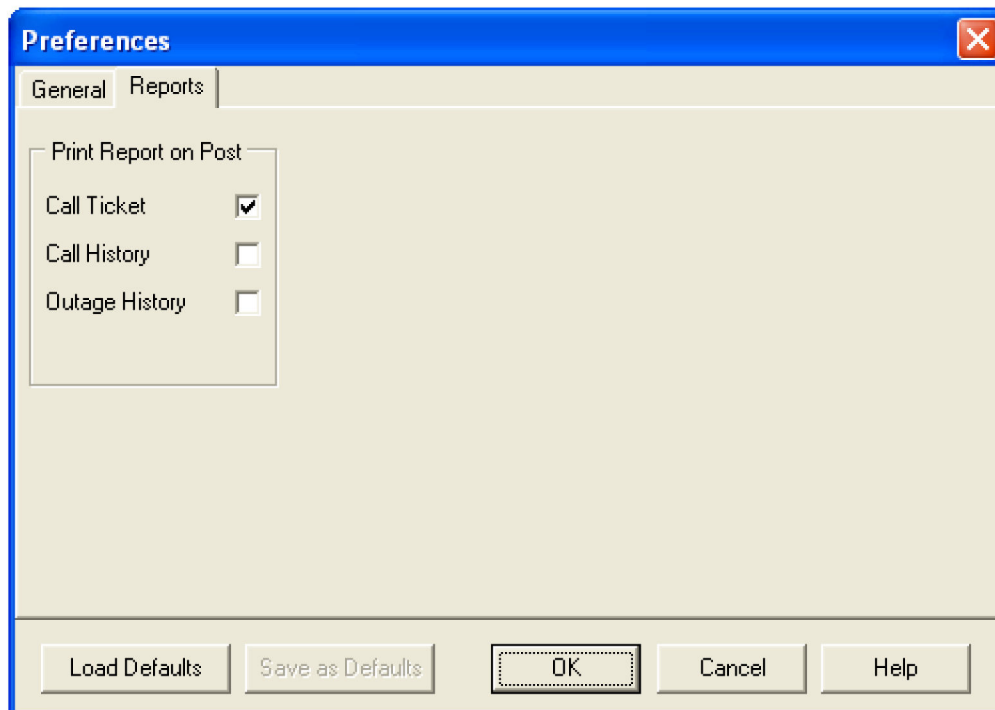 Preferences
General Reports
Print Report on Post
Call Ticket
Call History
Outage History
Load Defaults Save as Defaults OK Cancel Help